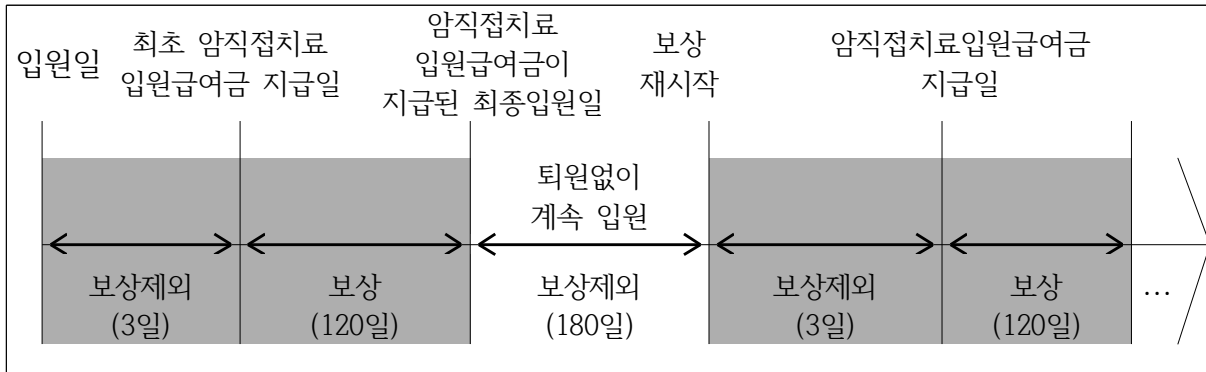 입원일
최초 암직접치료
입원급여금 지급일
암직접치료
입원급여금이
지급된 최종입원일
보상
재시작
암직접치료입원급여금
지급일
퇴원없이
계속 입원
보상제외
(3일)
보상
(120일)
보상제외
(180일)
보상제외
(3일)
보상
(120일)
…